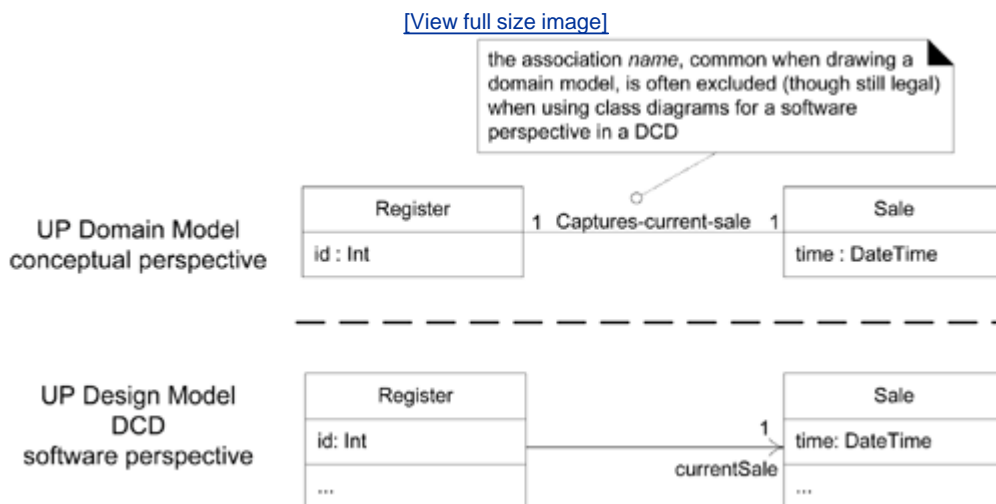 [View full size image]
the association name, common when drawing a
domain model, is often excluded (though still legal)
when using class diagrams for a software
perspective in a DCD
UP Domain Model
conceptual perspective
Register
id : Int
1 Captures-current-sale 1
Sale
time : DateTime
UP Design Model
DCD
software perspective
Register
id: Int
...
1
currentSale
Sale
time: DateTime
...